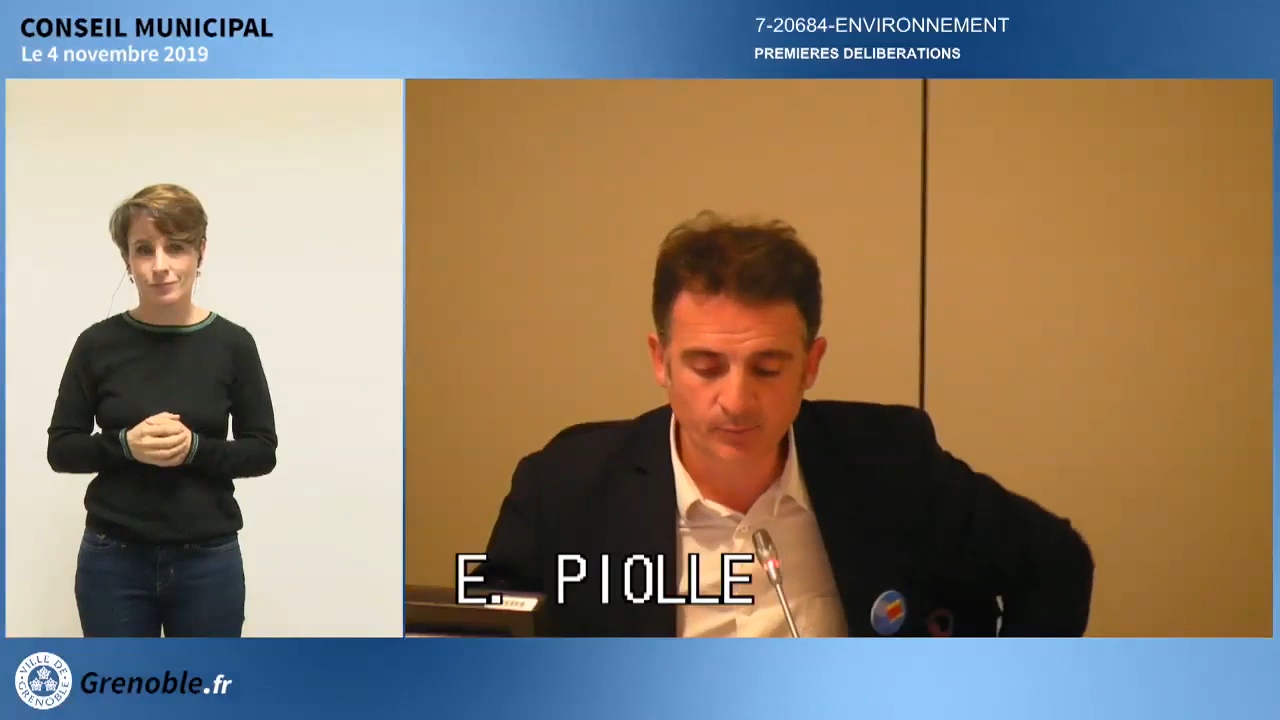 CONSEIL MUNICIPAL
Le 4 novembre 2019
7-20684-ENVIRONNEMENT
PREMIERES DELIBERATIONS
E. PIOLLE
VILLE DE
GRENOBLE
Grenoble.fr